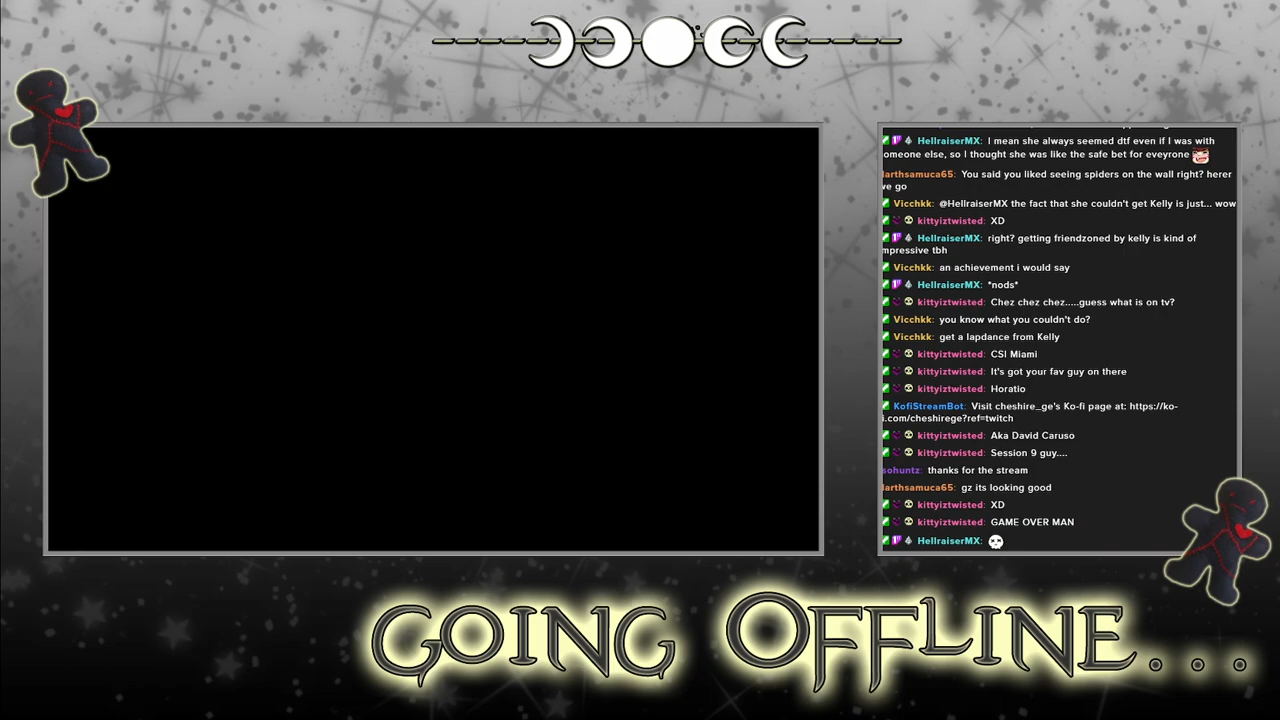 HellraiserMX: I mean she always seemed dtf even if I was with
omeone else, so I thought she was like the safe bet for eveyrone
larthsamuca65: You said you liked seeing spiders on the wall right? herer
we go
Vicchkk: @HellraiserMX the fact that she couldn't get Kelly is just... wow
kittyiztwisted: XD
HellraiserMX: right? getting friendzoned by kelly is kind of
mpressive tbh
Vicchkk: an achievement i would say
HellraiserMX: *nods*
kittyiztwisted: Chez chez chez.....guess what is on tv?
Vicchkk: you know what you couldn't do?
Vicchkk: get a lapdance from Kelly
kittyiztwisted: CSI Miami
kittyiztwisted: It's got your fav guy on there
kittyiztwisted: Horatio
KofiStreamBot: Visit cheshire_ge's Ko-fi page at: https://ko-
i.com/cheshirege?ref=twitch
kittyiztwisted: Aka David Caruso
kittyiztwisted: Session 9 guy....
sohuntz: thanks for the stream
larthsamuca65: gz its looking good
kittyiztwisted: XD
kittyiztwisted: GAME OVER MAN
HellraiserMX:
GOING OFFLINE...